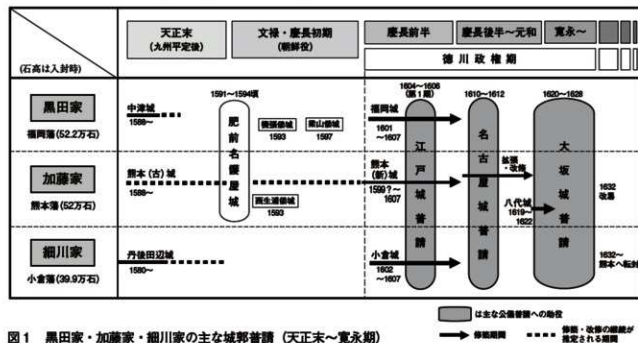 天正末
(九州平定後)
文禄・慶長初期
(朝鮮役)
慶長前半
慶長後半～元和
寛永～
徳川政権期
(石高は入封時)
1591～1594頃
1604～1606
(第1期)
1610～1612
1620～1628
黒田家
福岡藩(52.2万石)
中津城
1588～
肥前名護屋城
1593
1597
福岡城
1601
～1607
江戸城普請
名古屋城普請
大坂城普請
加藤家
熊本藩(52万石)
熊本(古)城
1588～
西生浦倭城
1593
熊本
(新)城
1599?～
1607
拡張
・改修
八代城
1619～
1622
1632
改易
細川家
小倉藩(39.9万石)
丹後田辺城
1580～
小倉城
1602
～1607
1632～
熊本へ転封
は主な公儀普請への助役
修築期間
修築・改修の継続が
推定される期間
図1 黒田家・加藤家・細川家の主な城郭普請(天正末～寛永期)